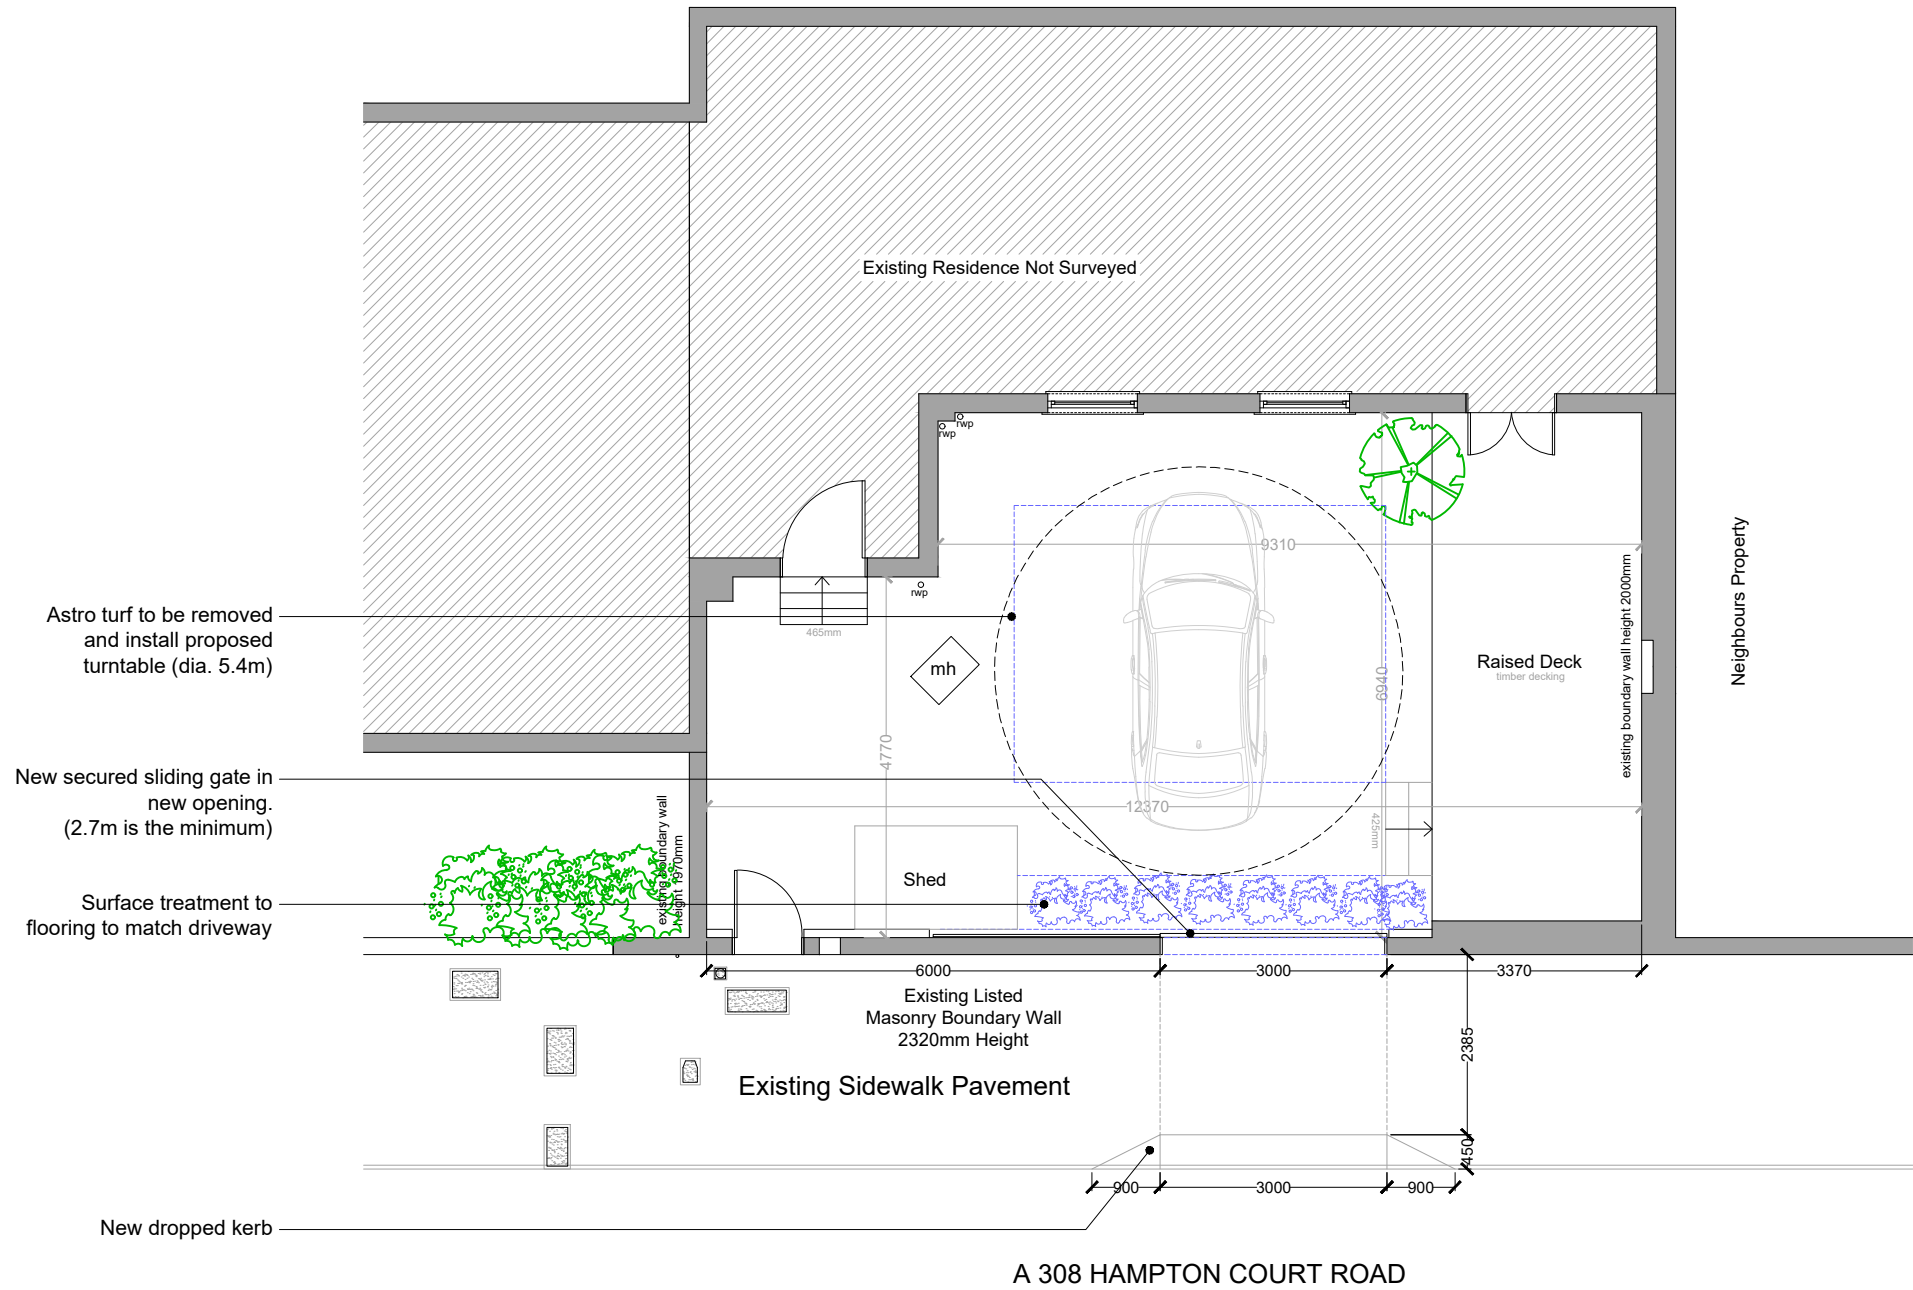 Existing Residence Not Surveyed
rwp
rwp
9310
rwp
465mm
Astro turf to be removed
and install proposed
turntable (dia. 5.4m)
mh
Raised Deck
timber decking
6940
existing boundary wall height 2000mm
Neighbours Property
4770
New secured sliding gate in
new opening.
(2.7m is the minimum)
12370
425mm
existing boundary wall
height 1970mm
Shed
Surface treatment to
flooring to match driveway
6000
3000
3370
Existing Listed
Masonry Boundary Wall
2320mm Height
2385
Existing Sidewalk Pavement
450
900
3000
900
New dropped kerb
A 308 HAMPTON COURT ROAD